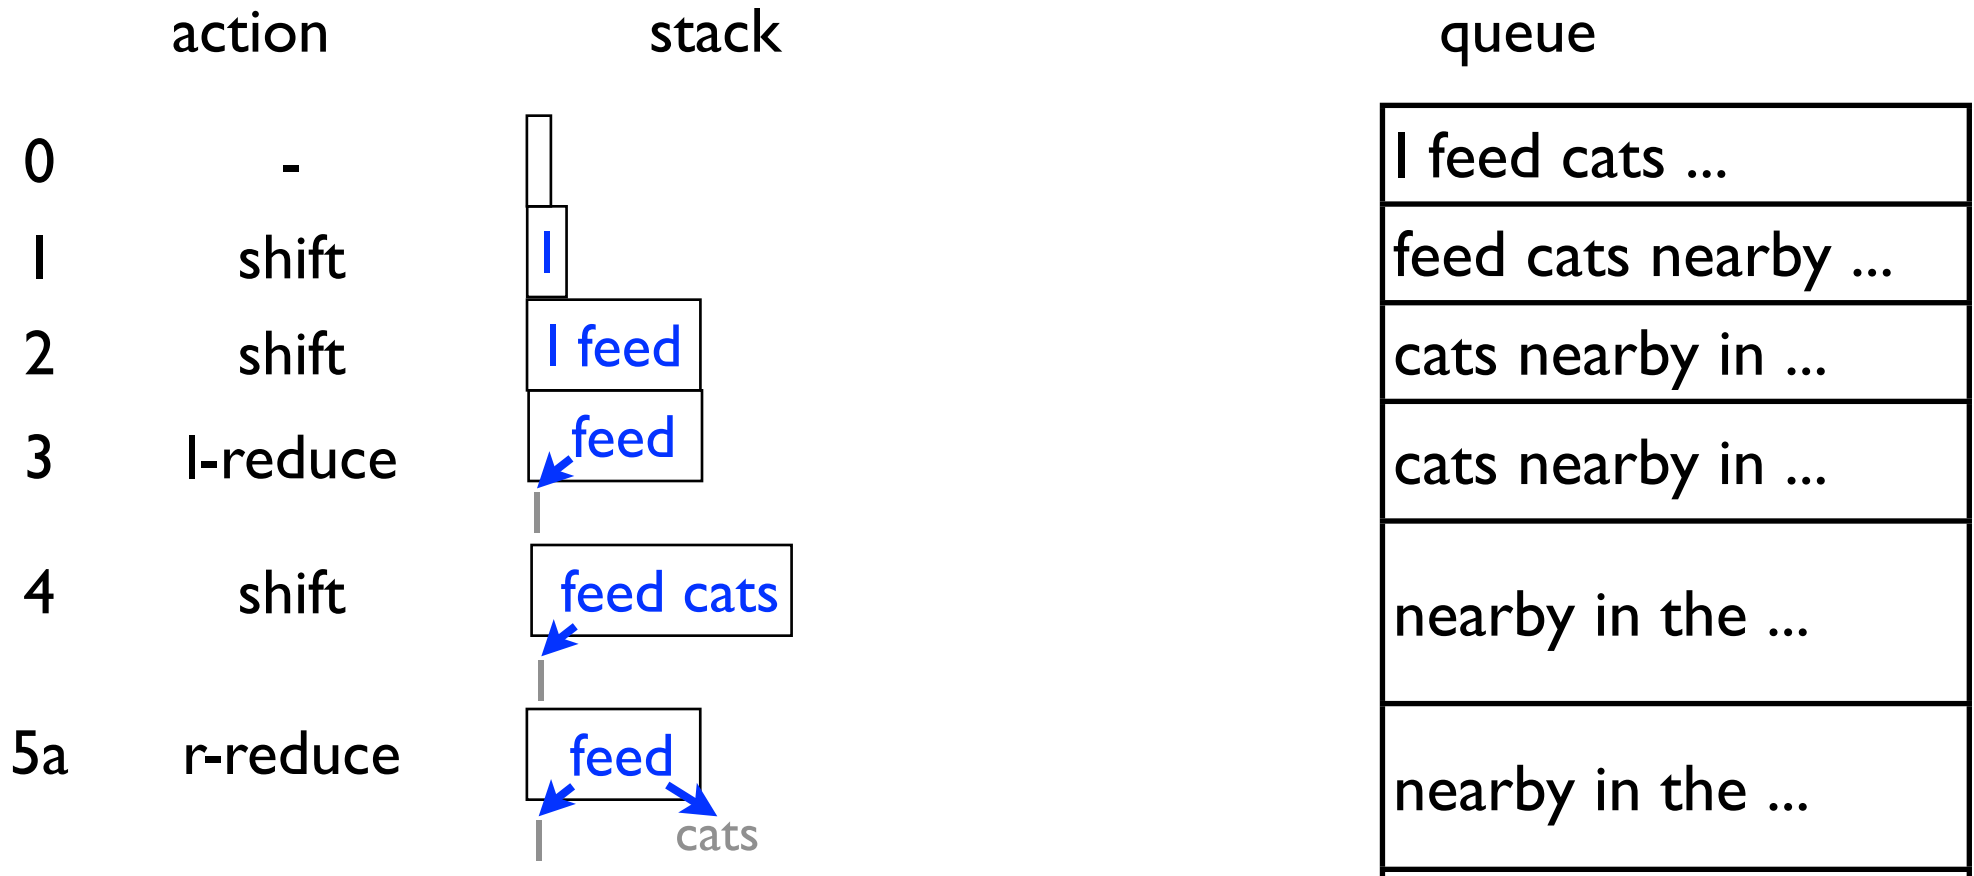 action stack queue
0 - I feed cats ...
1 shift I feed cats nearby ...
2 shift I feed cats nearby in ...
3 l-reduce feed cats nearby in ...
I
4 shift feed cats nearby in the ...
I
5a r-reduce feed nearby in the ...
I cats